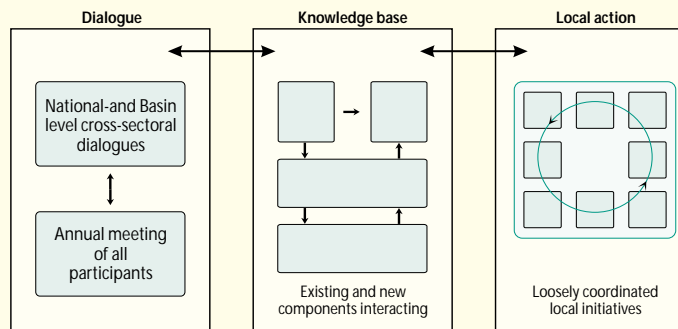 Dialogue
Knowledge base
Local action
National-and Basin
level cross-sectoral
dialogues
Annual meeting
of all
participants
Existing and new
components interacting
Loosely coordinated
local initiatives